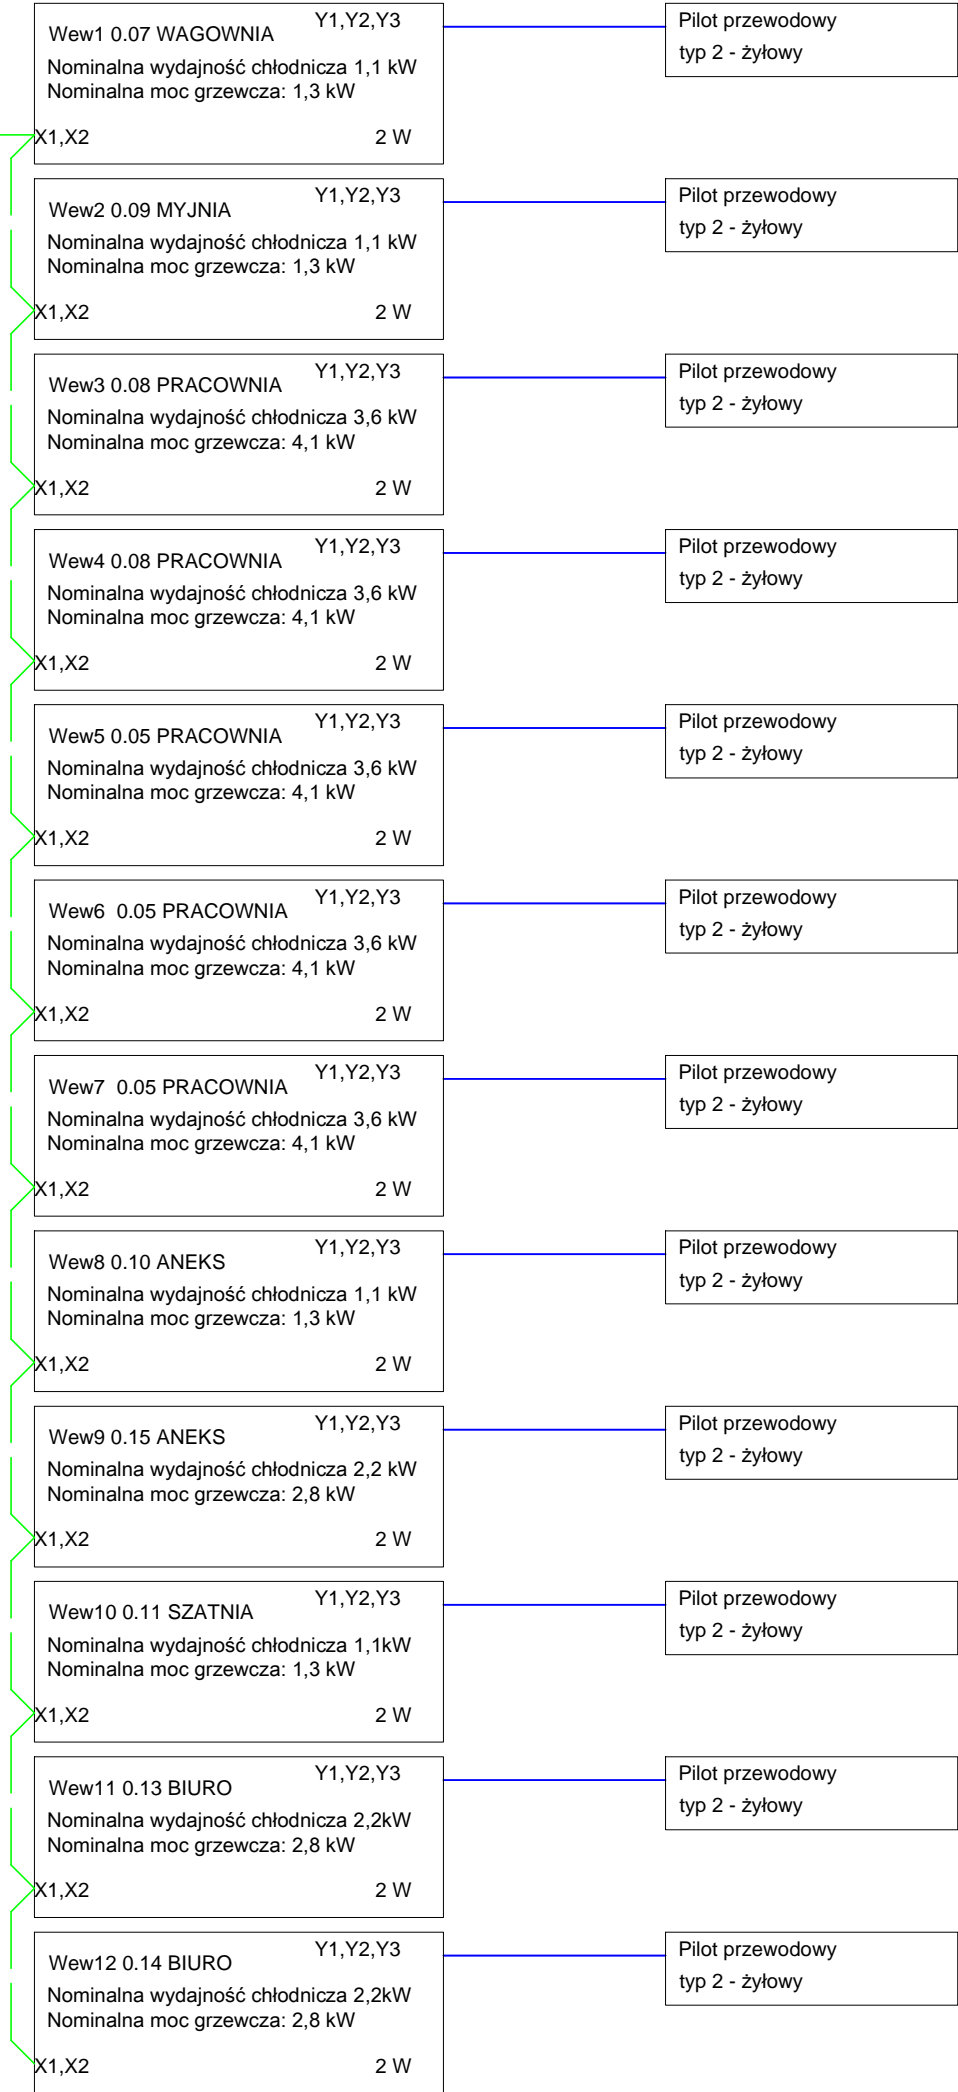 Wew1 0.07 WAGOWNIA Y1,Y2,Y3
Nominalna wydajność chłodnicza 1,1 kW
Nominalna moc grzewcza: 1,3 kW
X1,X2 2 W
Pilot przewodowy
typ 2 - żyłowy
Wew2 0.09 MYJNIA Y1,Y2,Y3
Nominalna wydajność chłodnicza 1,1 kW
Nominalna moc grzewcza: 1,3 kW
X1,X2 2 W
Pilot przewodowy
typ 2 - żyłowy
Wew3 0.08 PRACOWNIA Y1,Y2,Y3
Nominalna wydajność chłodnicza 3,6 kW
Nominalna moc grzewcza: 4,1 kW
X1,X2 2 W
Pilot przewodowy
typ 2 - żyłowy
Wew4 0.08 PRACOWNIA Y1,Y2,Y3
Nominalna wydajność chłodnicza 3,6 kW
Nominalna moc grzewcza: 4,1 kW
X1,X2 2 W
Pilot przewodowy
typ 2 - żyłowy
Wew5 0.05 PRACOWNIA Y1,Y2,Y3
Nominalna wydajność chłodnicza 3,6 kW
Nominalna moc grzewcza: 4,1 kW
X1,X2 2 W
Pilot przewodowy
typ 2 - żyłowy
Wew6 0.05 PRACOWNIA Y1,Y2,Y3
Nominalna wydajność chłodnicza 3,6 kW
Nominalna moc grzewcza: 4,1 kW
X1,X2 2 W
Pilot przewodowy
typ 2 - żyłowy
Wew7 0.05 PRACOWNIA Y1,Y2,Y3
Nominalna wydajność chłodnicza 3,6 kW
Nominalna moc grzewcza: 4,1 kW
X1,X2 2 W
Pilot przewodowy
typ 2 - żyłowy
Wew8 0.10 ANEKS Y1,Y2,Y3
Nominalna wydajność chłodnicza 1,1 kW
Nominalna moc grzewcza: 1,3 kW
X1,X2 2 W
Pilot przewodowy
typ 2 - żyłowy
Wew9 0.15 ANEKS Y1,Y2,Y3
Nominalna wydajność chłodnicza 2,2 kW
Nominalna moc grzewcza: 2,8 kW
X1,X2 2 W
Pilot przewodowy
typ 2 - żyłowy
Wew10 0.11 SZATNIA Y1,Y2,Y3
Nominalna wydajność chłodnicza 1,1kW
Nominalna moc grzewcza: 1,3 kW
X1,X2 2 W
Pilot przewodowy
typ 2 - żyłowy
Wew11 0.13 BIURO Y1,Y2,Y3
Nominalna wydajność chłodnicza 2,2kW
Nominalna moc grzewcza: 2,8 kW
X1,X2 2 W
Pilot przewodowy
typ 2 - żyłowy
Wew12 0.14 BIURO Y1,Y2,Y3
Nominalna wydajność chłodnicza 2,2kW
Nominalna moc grzewcza: 2,8 kW
X1,X2 2 W
Pilot przewodowy
typ 2 - żyłowy